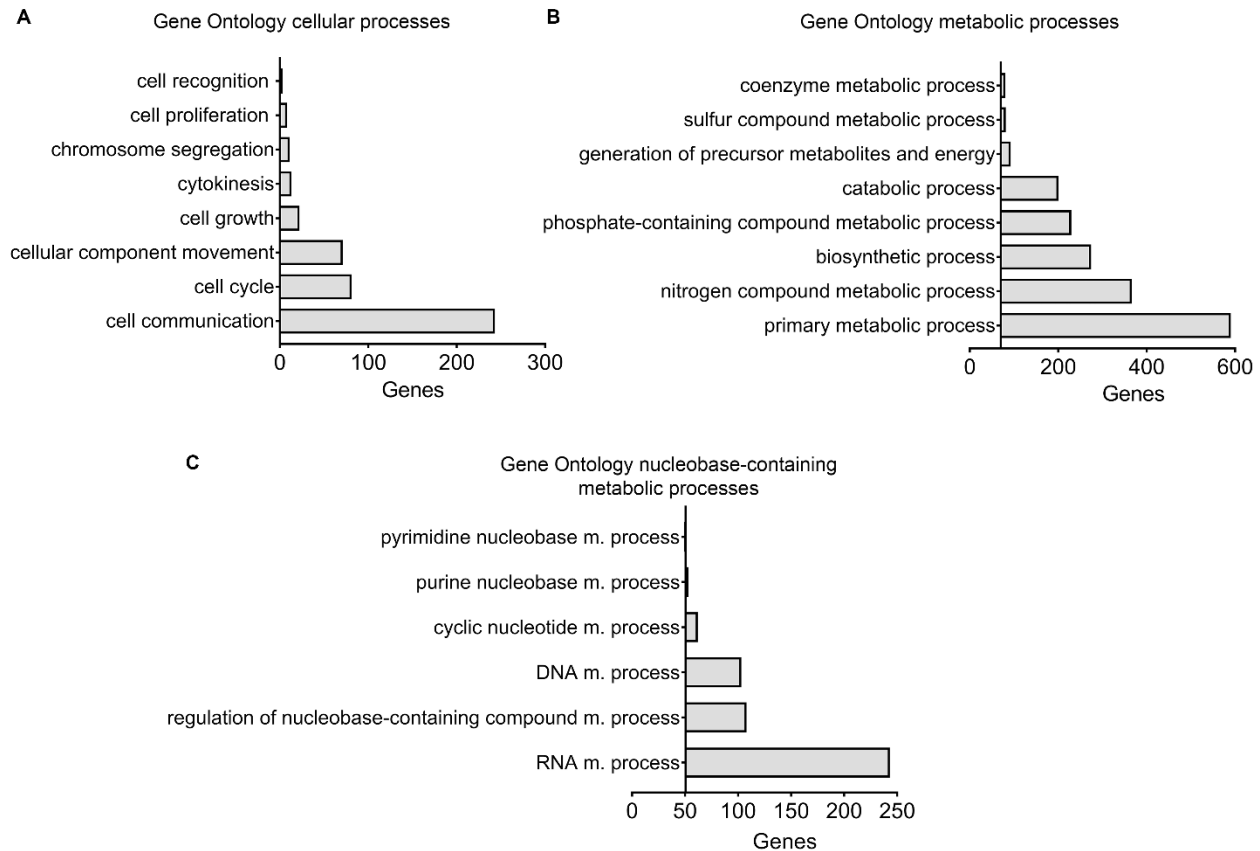 A
Gene Ontology cellular processes
cell recognition
cell proliferation
chromosome segregation
cytokinesis
cell growth
cellular component movement
cell cycle
cell communication
0 100 200 300
Genes
B
Gene Ontology metabolic processes
coenzyme metabolic process
sulfur compound metabolic process
generation of precursor metabolites and energy
catabolic process
phosphate-containing compound metabolic process
biosynthetic process
nitrogen compound metabolic process
primary metabolic process
0 200 400 600
Genes
C
Gene Ontology nucleobase-containing
metabolic processes
pyrimidine nucleobase m. process
purine nucleobase m. process
cyclic nucleotide m. process
DNA m. process
regulation of nucleobase-containing compound m. process
RNA m. process
0 50 100 150 200 250
Genes